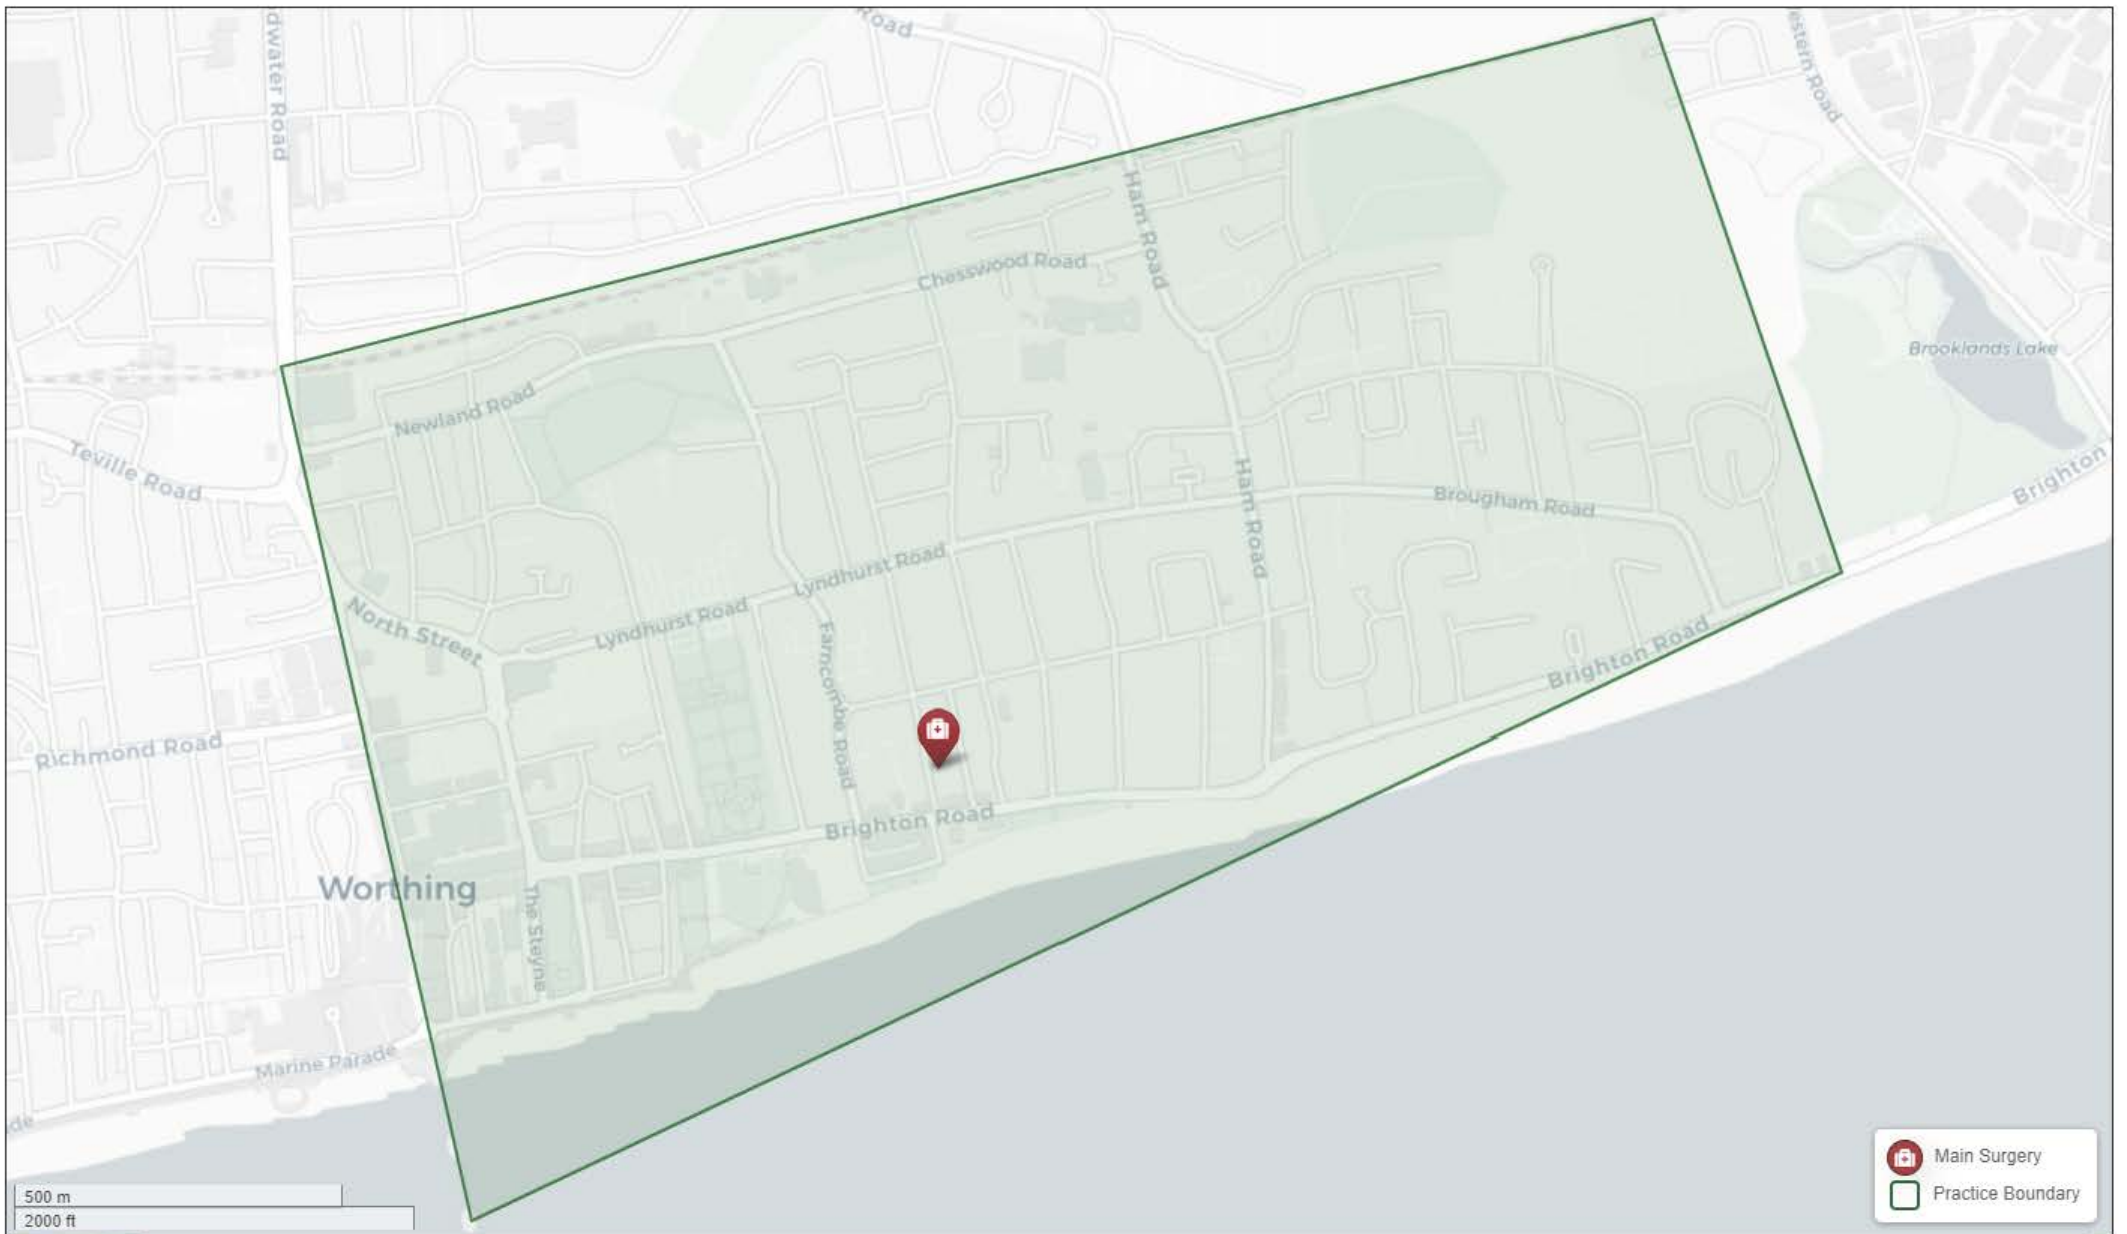 dwater Road
Road
estern Road
Ham Road
Chesswood Road
Brooklands Lake
Newland Road
Teville Road
Brighton
Ham Road
Brougham Road
Lyndhurst Road
Lyndhurst Road
North Street
Farncombe Road
Brighton Road
Richmond Road
Brighton Road
Worthing
The Steyne
Marine Parade
de
500 m
2000 ft
Main Surgery
Practice Boundary